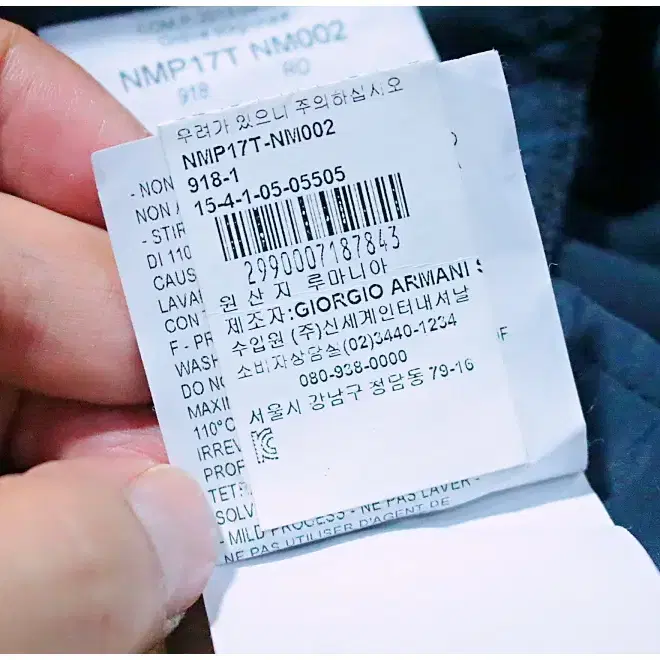 NMP17T NM002
918
우려가 있으니 주의하십시오
NMP17T-NM002
918-1
15-4-1-05-05505
2990007187843
원 산 지 루마니아
제조자:GIORGIO ARMANI S
수입원 (주)신세계인터내셔날
소비자상담실(02)3440-1234
080-938-0000
서울시 강남구 청담동 79-16
- NON
NON
- STIR
DI 110
CAUS
LAVA
CON
F - PR
WASH
DO NO
MAXI
110°C
IRREV
PROF
TET
SOLV
- MILD PROCESS - NE PAS LAVER -
NE PAS UTILISER D'AGENT DE